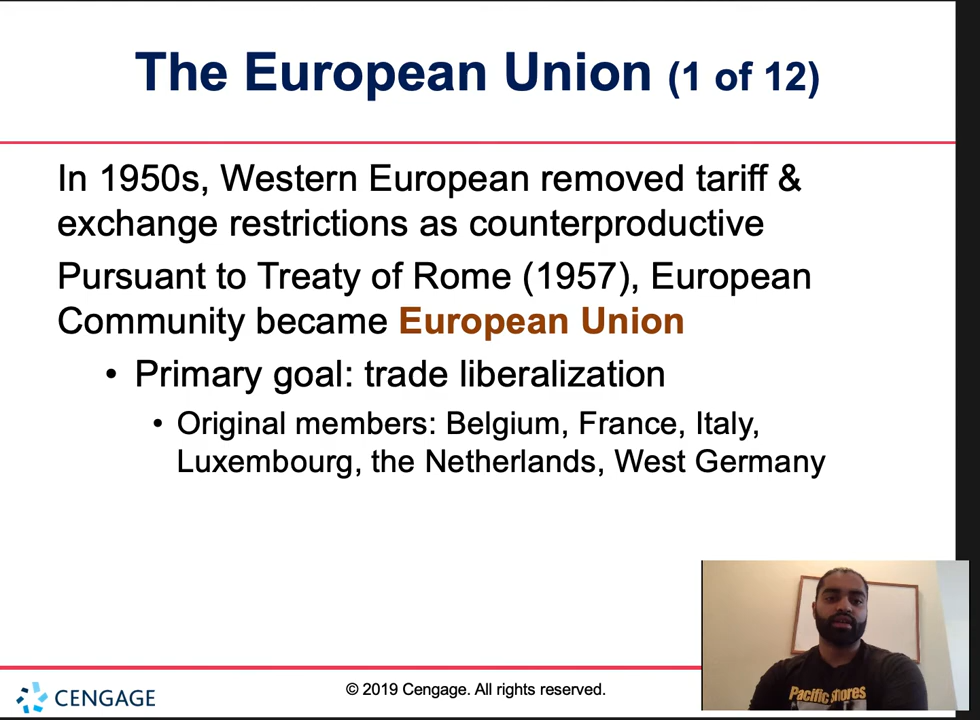 The European Union (1 of 12)
In 1950s, Western European removed tariff &
exchange restrictions as counterproductive
Pursuant to Treaty of Rome (1957), European
Community became European Union
• Primary goal: trade liberalization
• Original members: Belgium, France, Italy,
Luxembourg, the Netherlands, West Germany
CENGAGE
© 2019 Cengage. All rights reserved.
Pacific Shores